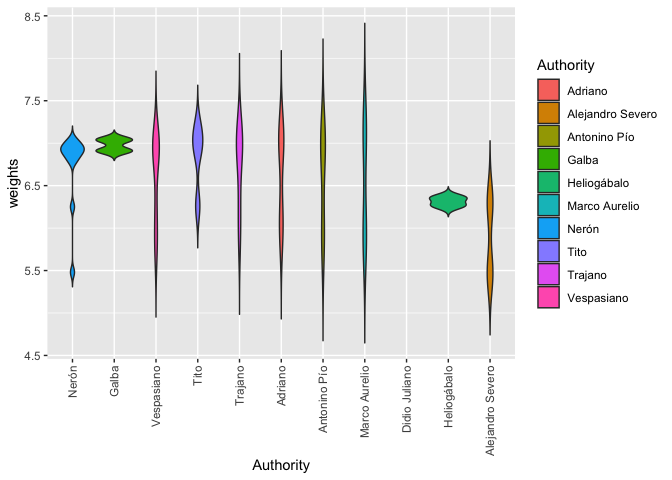 8.5
7.5
6.5
5.5
4.5
weights
Nerón
Galba
Vespasiano
Tito
Trajano
Adriano
Antonino Pío
Marco Aurelio
Didio Juliano
Heliogábalo
Alejandro Severo
Authority
Authority
Adriano
Alejandro Severo
Antonino Pío
Galba
Heliogábalo
Marco Aurelio
Nerón
Tito
Trajano
Vespasiano